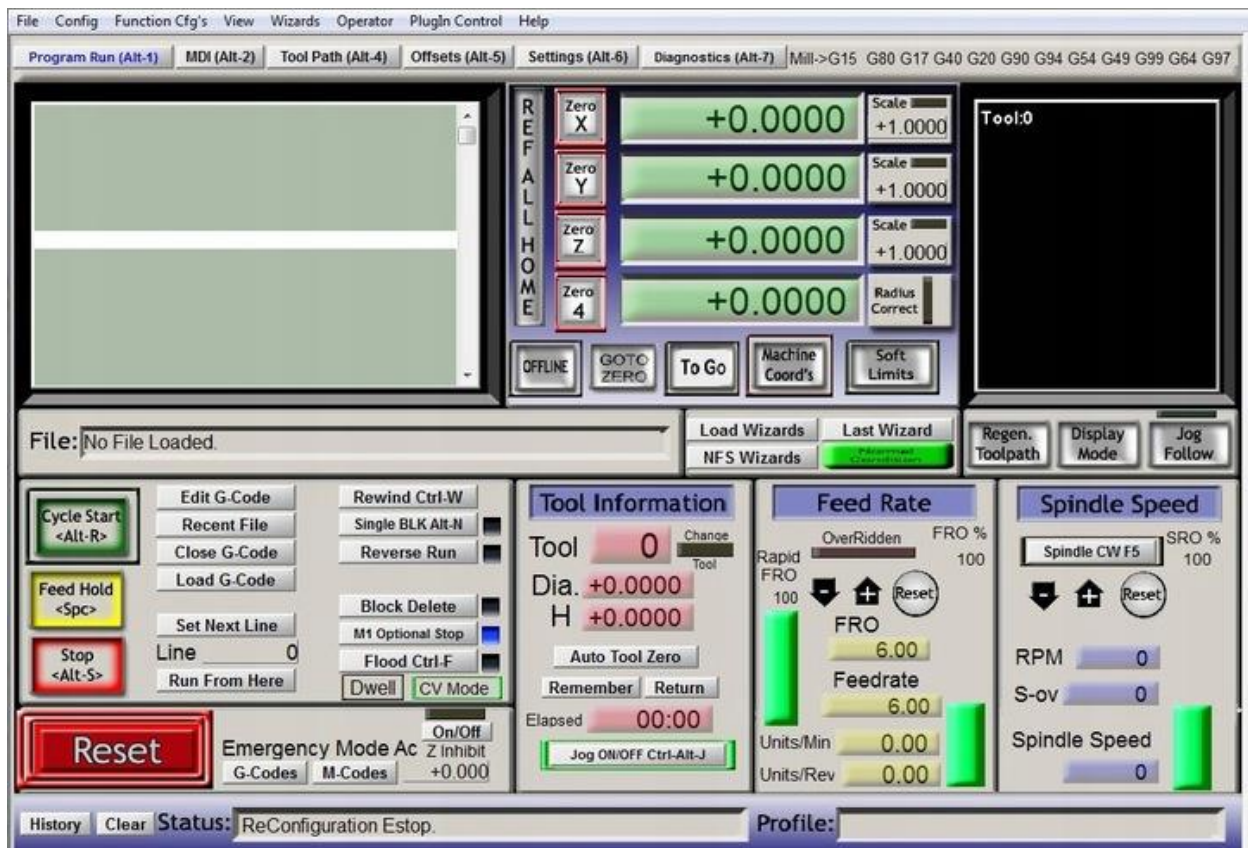 File Config Function Cfg's View Wizards Operator PlugIn Control Help
Program Run (Alt-1) MDI (Alt-2) Tool Path (Alt-4) Offsets (Alt-5) Settings (Alt-6) Diagnostics (Alt-7) Mill->G15 G80 G17 G40 G20 G90 G94 G54 G49 G99 G64 G97
REF ALL HOME
Zero X +0.0000 Scale +1.0000
Zero Y +0.0000 Scale +1.0000
Zero Z +0.0000 Scale +1.0000
Zero 4 +0.0000 Radius Correct
OFFLINE GOTO ZERO To Go Machine Coord's Soft Limits
Tool:0
File: No File Loaded.
Load Wizards Last Wizard
NFS Wizards Normal Condition
Regen. Toolpath Display Mode Jog Follow
Cycle Start <Alt-R>
Feed Hold <Spc>
Stop <Alt-S>
Edit G-Code
Recent File
Close G-Code
Load G-Code
Set Next Line
Line 0
Run From Here
Rewind Ctrl-W
Single BLK Alt-N
Reverse Run
Block Delete
M1 Optional Stop
Flood Ctrl-F
Dwell CV Mode
Reset
Emergency Mode Ac
G-Codes M-Codes
On/Off
Z Inhibit
+0.000
Tool Information
Tool 0 Change Tool
Dia. +0.0000
H +0.0000
Auto Tool Zero
Remember Return
Elapsed 00:00
Jog ON/OFF Ctrl-Alt-J
Feed Rate
OverRidden FRO %
100
Rapid FRO
100
Reset
FRO
6.00
Feedrate
6.00
Units/Min 0.00
Units/Rev 0.00
Spindle Speed
Spindle CW F5 SRO %
100
Reset
RPM 0
S-ov 0
Spindle Speed
0
History Clear Status: ReConfiguration Estop. Profile: